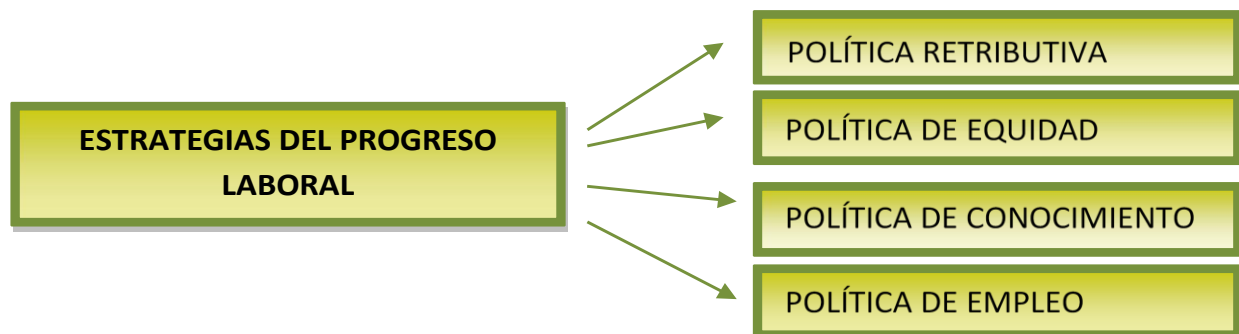 ESTRATEGIAS DEL PROGRESO
LABORAL
POLÍTICA RETRIBUTIVA
POLÍTICA DE EQUIDAD
POLÍTICA DE CONOCIMIENTO
POLÍTICA DE EMPLEO